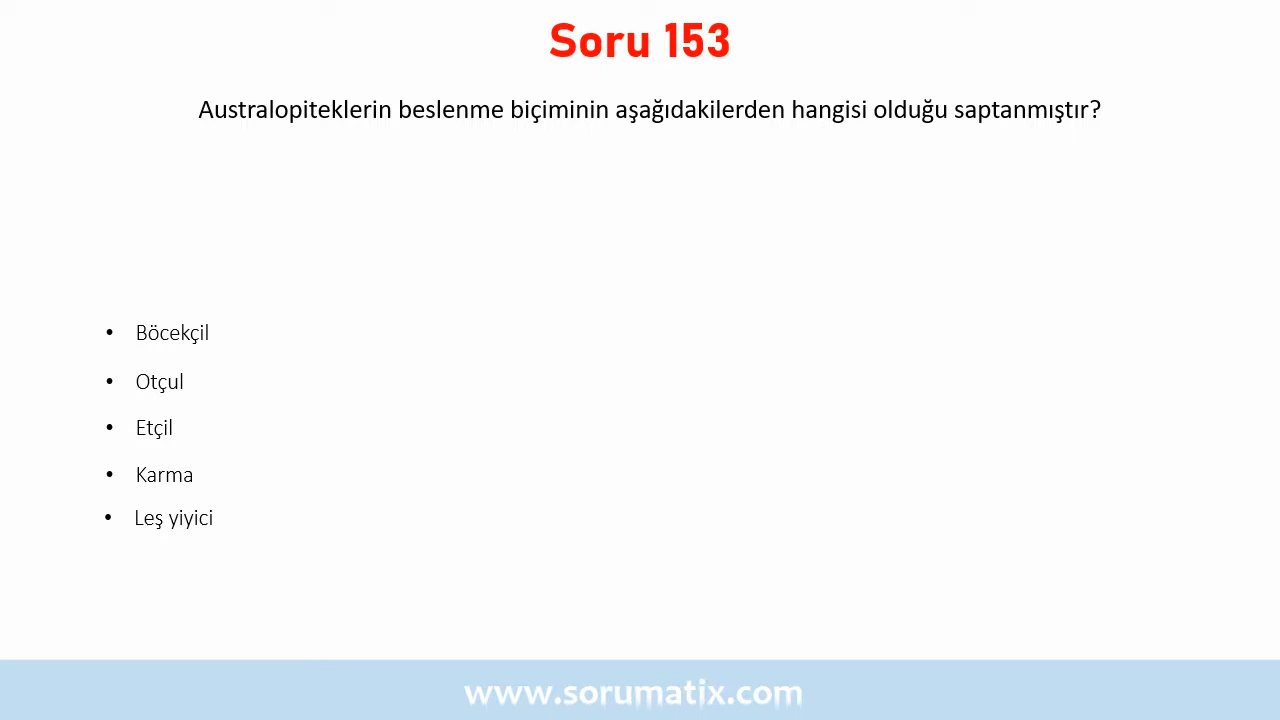 Soru 153
Australopiteklerin beslenme biçiminin aşağıdakilerden hangisi olduğu saptanmıştır?
• Böcekçil
• Otçul
• Etçil
• Karma
• Leş yiyici
www.sorumatix.com